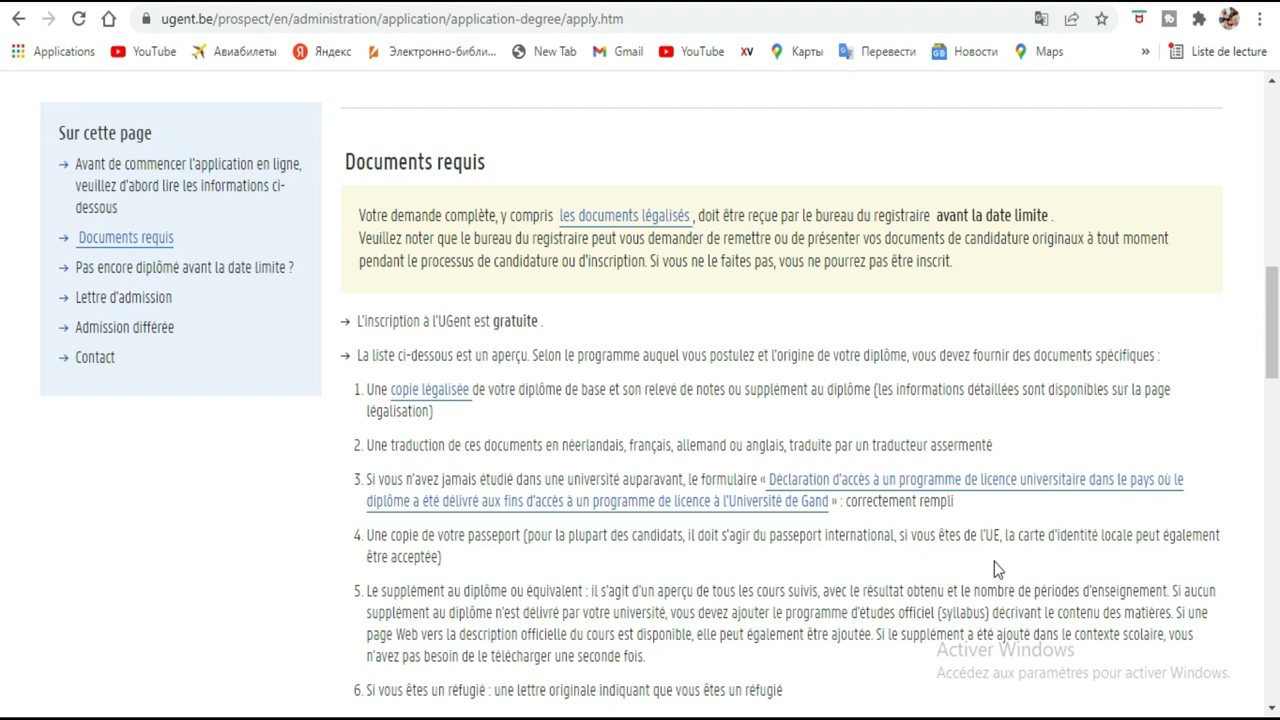 ugent.be/prospect/en/administration/application/application-degree/apply.htm
Applications YouTube Авиабилеты Яндекс Электронно-библи... New Tab Gmail YouTube XV Карты GB Перевести Новости Maps » Liste de lecture
Sur cette page
→ Avant de commencer l'application en ligne,
veuillez d'abord lire les informations ci-
dessous
→ Documents requis
→ Pas encore diplômé avant la date limite ?
→ Lettre d'admission
→ Admission différée
→ Contact
Documents requis
Votre demande complète, y compris les documents légalisés , doit être reçue par le bureau du registraire avant la date limite .
Veuillez noter que le bureau du registraire peut vous demander de remettre ou de présenter vos documents de candidature originaux à tout moment
pendant le processus de candidature ou d'inscription. Si vous ne le faites pas, vous ne pourrez pas être inscrit.
→ L'inscription à l'UGent est gratuite .
→ La liste ci-dessous est un aperçu. Selon le programme auquel vous postulez et l'origine de votre diplôme, vous devez fournir des documents spécifiques :
1. Une copie légalisée de votre diplôme de base et son relevé de notes ou supplément au diplôme (les informations détaillées sont disponibles sur la page
légalisation)
2. Une traduction de ces documents en néerlandais, français, allemand ou anglais, traduite par un traducteur assermenté
3. Si vous n'avez jamais étudié dans une université auparavant, le formulaire « Déclaration d'accès à un programme de licence universitaire dans le pays où le
diplôme a été délivré aux fins d'accès à un programme de licence à l'Université de Gand » : correctement rempli
4. Une copie de votre passeport (pour la plupart des candidats, il doit s'agir du passeport international, si vous êtes de l'UE, la carte d'identité locale peut également
être acceptée)
5. Le supplément au diplôme ou équivalent : il s'agit d'un aperçu de tous les cours suivis, avec le résultat obtenu et le nombre de périodes d'enseignement. Si aucun
supplément au diplôme n'est délivré par votre université, vous devez ajouter le programme d'études officiel (syllabus) décrivant le contenu des matières. Si une
page Web vers la description officielle du cours est disponible, elle peut également être ajoutée. Si le supplément a été ajouté dans le contexte scolaire, vous
n'avez pas besoin de le télécharger une seconde fois.
6. Si vous êtes un réfugié : une lettre originale indiquant que vous êtes un réfugié
Activer Windows
Accédez aux paramètres pour activer Windows.